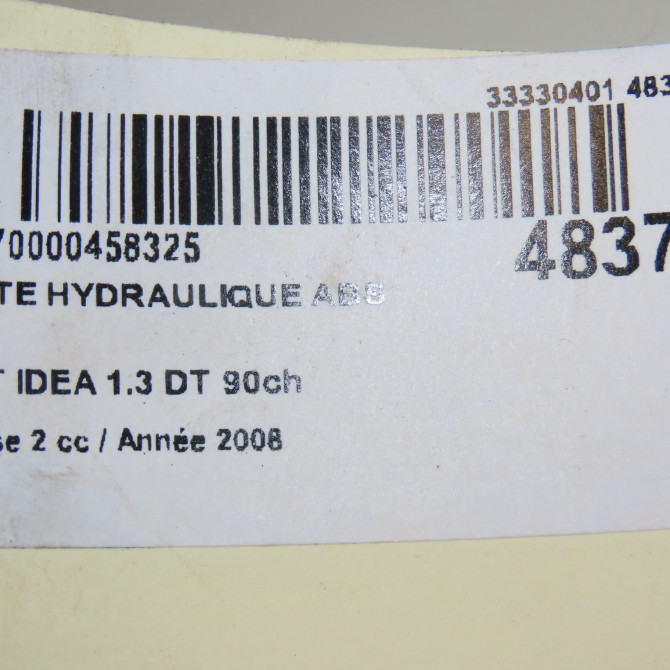 33330401 483
70000458325
4837
TE HYDRAULIQUE ABS
T IDEA 1.3 DT 90ch
se 2 cc / Année 2008